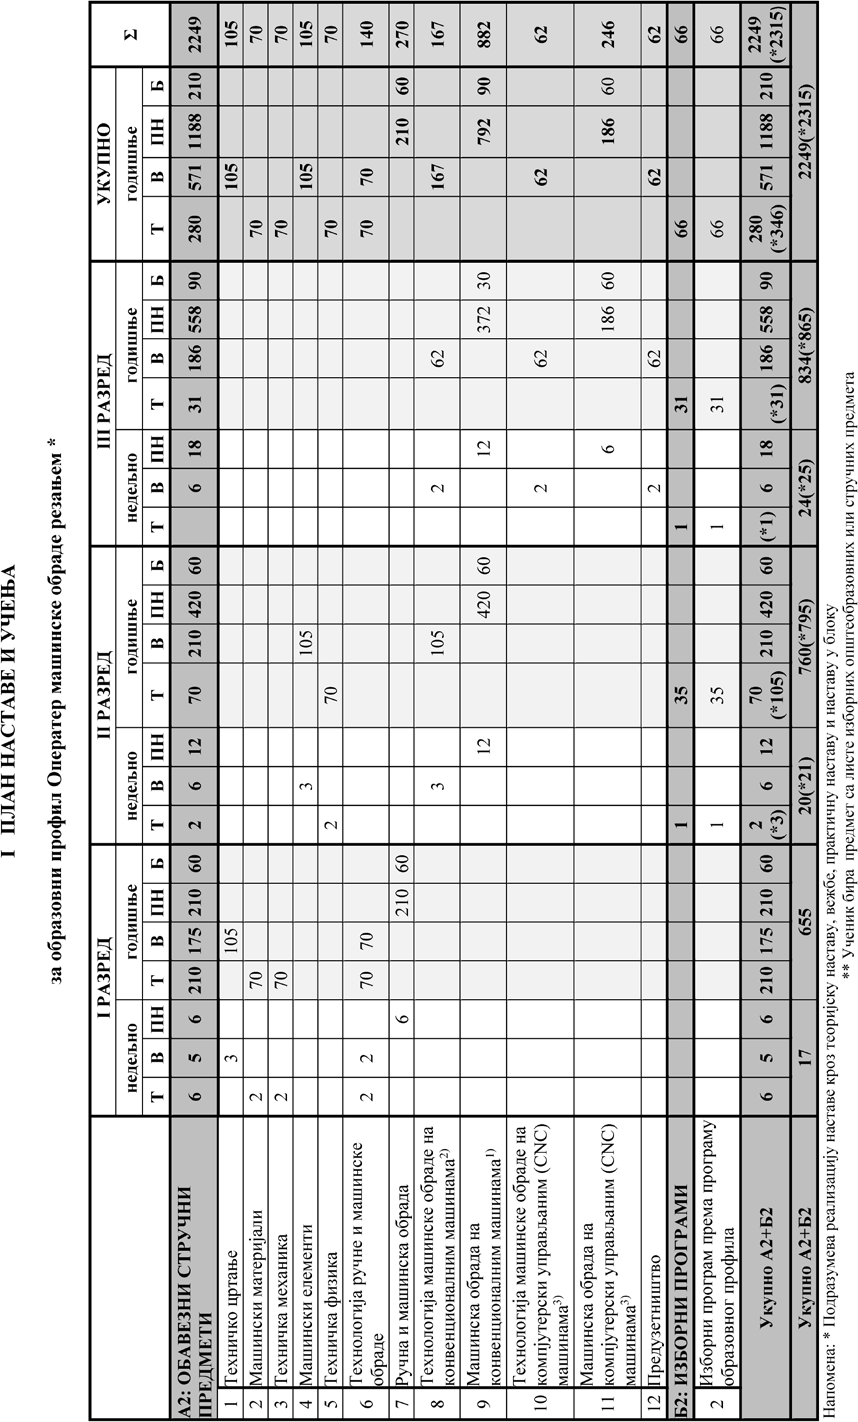 I ПЛАН НАСТАВЕ И УЧЕЊА
за образовни профил Оператер машинске обраде резањем *
I РАЗРЕД II РАЗРЕД III РАЗРЕД УКУПНО Σ
недељно годишње недељно годишње недељно годишње годишње
Т В ПН Т В ПН Б Т В ПН Т В ПН Б Т В ПН Т В ПН Б Т В ПН Б
А2: ОБАВЕЗНИ СТРУЧНИ ПРЕДМЕТИ 6 5 6 210 175 210 60 2 6 12 70 210 420 60 6 18 31 186 558 90 280 571 1188 210 2249
1 Техничко цртање 3 105 105 105
2 Машински материјали 2 70 70 70
3 Техничка механика 2 70 70 70
4 Машински елементи 3 105 105 105
5 Техничка физика 2 70 70 70
6 Технологија ручне и машинске
обраде 2 2 70 70 70 70 140
7 Ручна и машинска обрада 6 210 60 210 60 270
8 Технологија машинске обраде на
конвенционалним машинама2) 3 105 2 62 167 167
9 Машинска обрада на
конвенционалним машинама1) 12 420 60 12 372 30 792 90 882
10 Технологија машинске обраде на
компјутерски управљаним (CNC)
машинама3) 2 62 62 62
11 Машинска обрада на
компјутерски управљаним (CNC)
машинама3) 6 186 60 186 60 246
12 Предузетништво 2 62 62 62
Б2: ИЗБОРНИ ПРОГРАМИ 1 35 1 31 66 66
2 Изборни програм према програму
образовног профила 1 35 1 31 66 66
Укупно А2+Б2 6 5 6 210 175 210 60 2 (*3) 6 12 70 (*105) 210 420 60 (*1) 6 18 (*31) 186 558 90 280 (*346) 571 1188 210 2249 (*2315)
Укупно А2+Б2 17 655 20(*21) 760(*795) 24(*25) 834(*865) 2249(*2315)
Напомена: * Подразумева реализацију наставе кроз теоријску наставу, вежбе, практичну наставу и наставу у блоку
** Ученик бира предмет са листе изборних општеобразовних или стручних предмета